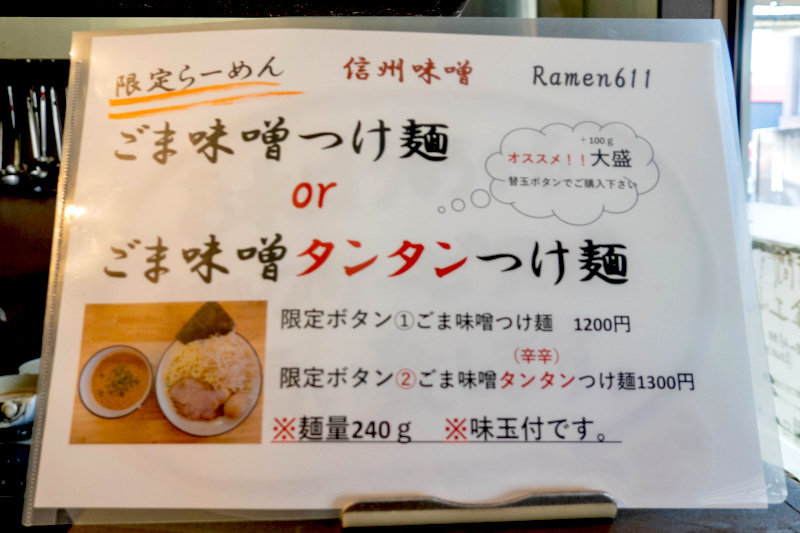 限定らーめん 信州味噌 Ramen611
ごま味噌つけ麺
+100g
オススメ!!大盛
替玉ボタンでご購入下さい
or
ごま味噌タンタンつけ麺
限定ボタン①ごま味噌つけ麺 1200円
(辛辛)
限定ボタン②ごま味噌タンタンつけ麺1300円
※麺量240g ※味玉付です。